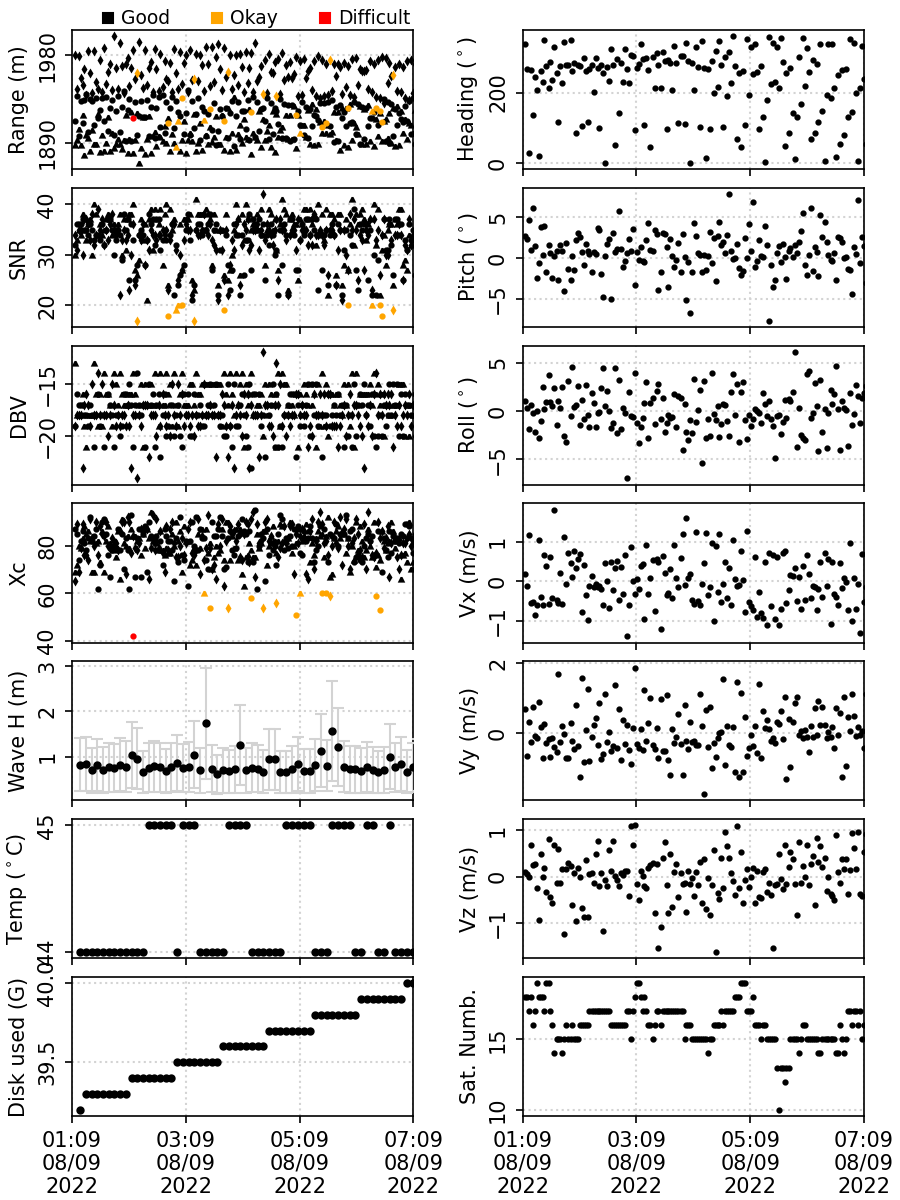 Good Okay Difficult
Range (m)
1980
1890
Heading (°)
200
0
SNR
40
30
20
Pitch (°)
5
0
−5
DBV
−15
−20
Roll (°)
5
0
−5
Xc
80
60
40
Vx (m/s)
1
0
−1
Wave H (m)
3
2
1
Vy (m/s)
2
0
Temp (°C)
45
44
Vz (m/s)
1
0
−1
Disk used (G)
40.0
39.5
Sat. Numb.
15
10
01:09 03:09 05:09 07:09
08/09 08/09 08/09 08/09
2022 2022 2022 2022
01:09 03:09 05:09 07:09
08/09 08/09 08/09 08/09
2022 2022 2022 2022